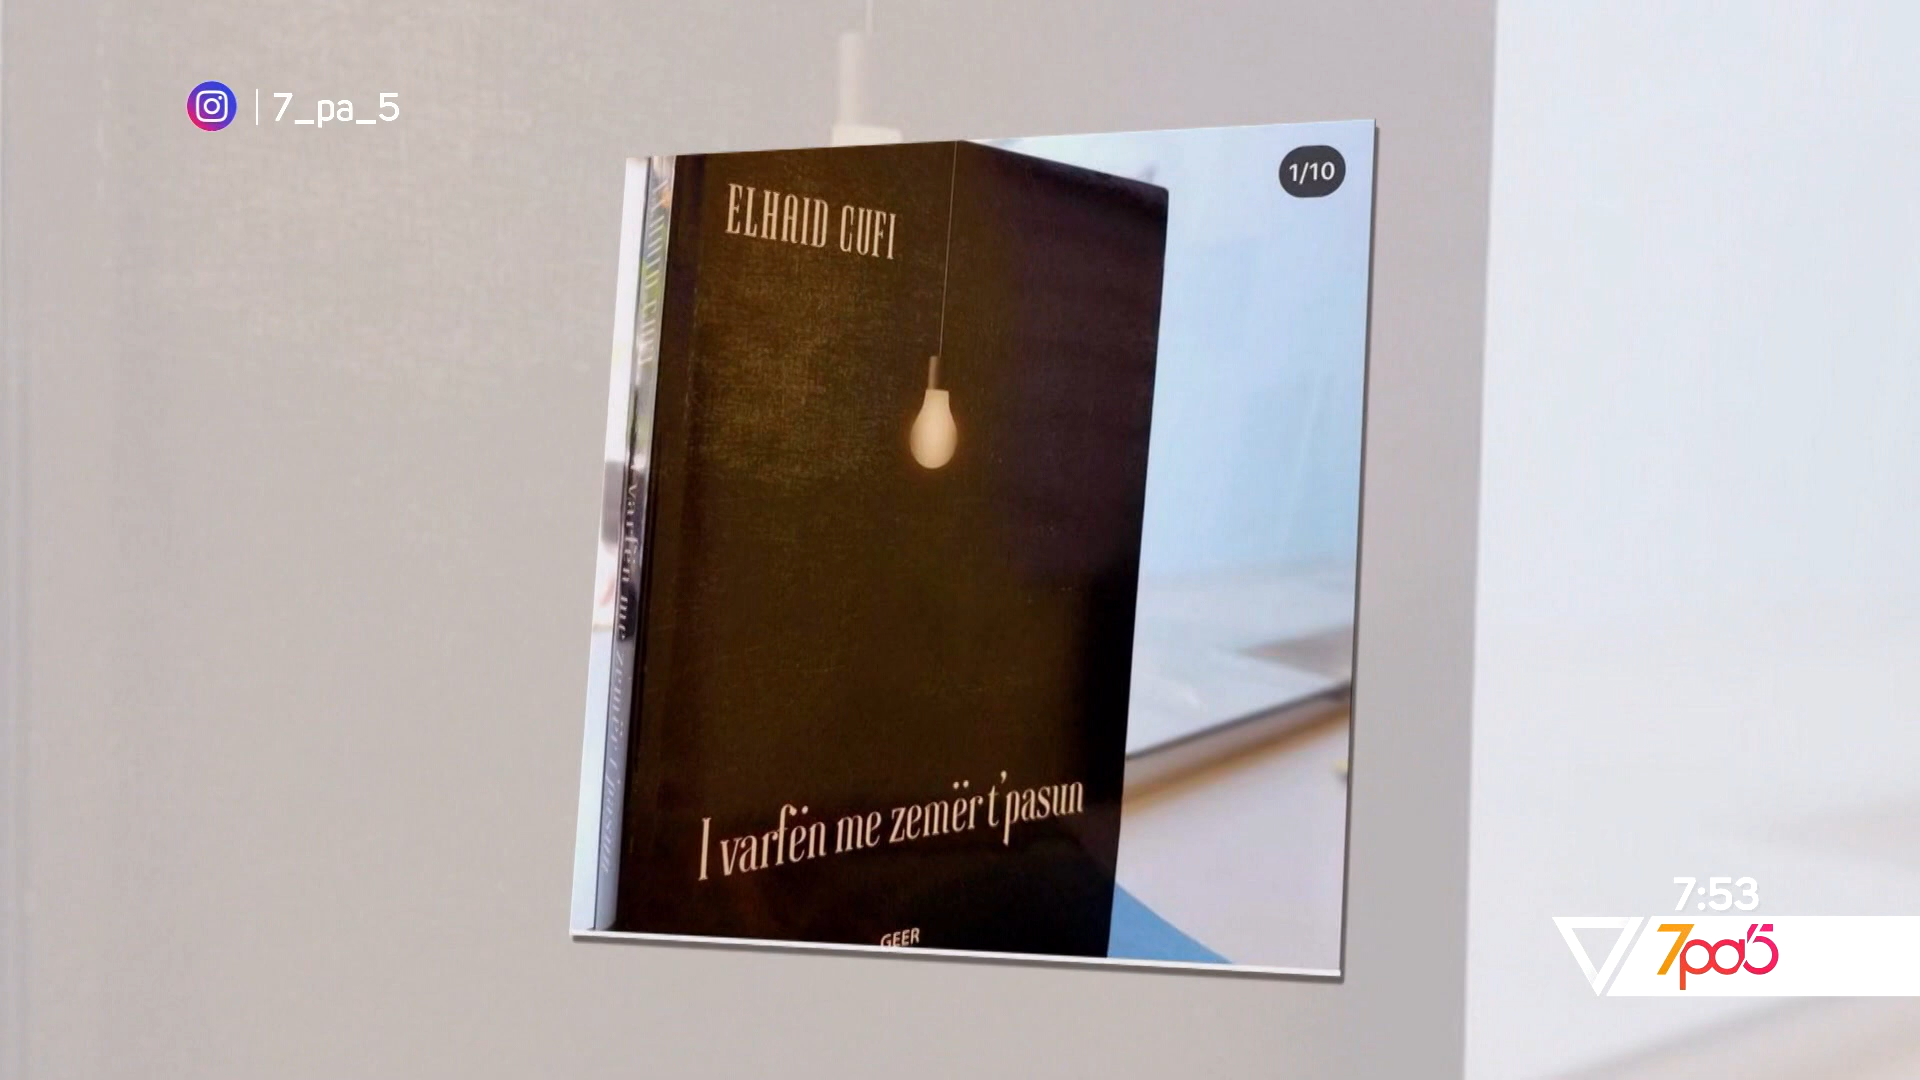 7_pa_5
1/10
ELHAID CUFI
I varfën me zemër t'pasun
GEER
7:53
7pa5